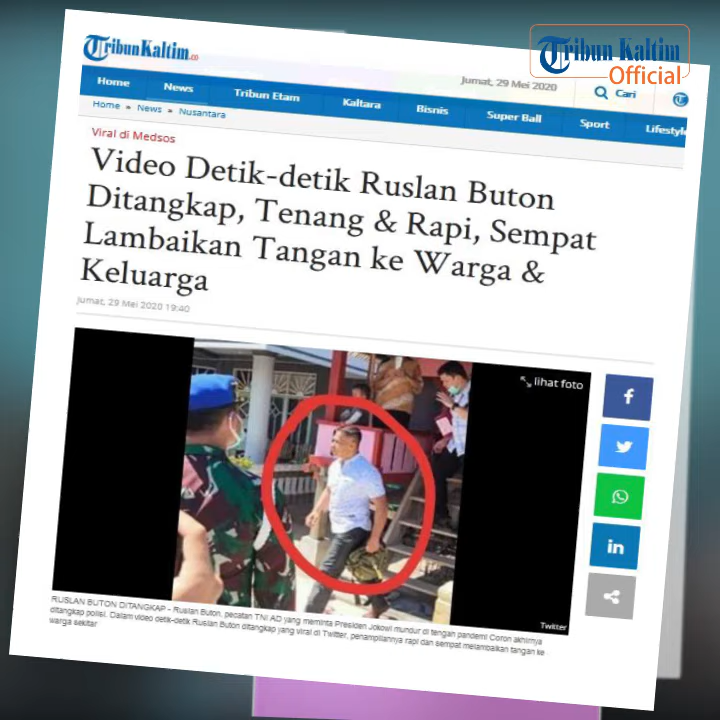 Tribun Kaltim
Official
Tribun Kaltim.co
Jumat, 29 Mei 2020
Cari
Home
News
Tribun Etam
Kaltara
Bisnis
Super Ball
Sport
Lifestyle
Home » News » Nusantara
Viral di Medsos
Video Detik-detik Ruslan Buton
Ditangkap, Tenang & Rapi, Sempat
Lambaikan Tangan ke Warga &
Keluarga
Jumat, 29 Mei 2020 19:40
lihat foto
Twitter
RUSLAN BUTON DITANGKAP - Ruslan Buton, pecatan TNI AD yang meminta Presiden Jokowi mundur di tengah pandemi Coron akhirnya
ditangkap polisi. Dalam video detik-detik Ruslan Buton ditangkap yang viral di Twitter, penampilannya rapi dan sempat melambaikan tangan ke
warga sekitar